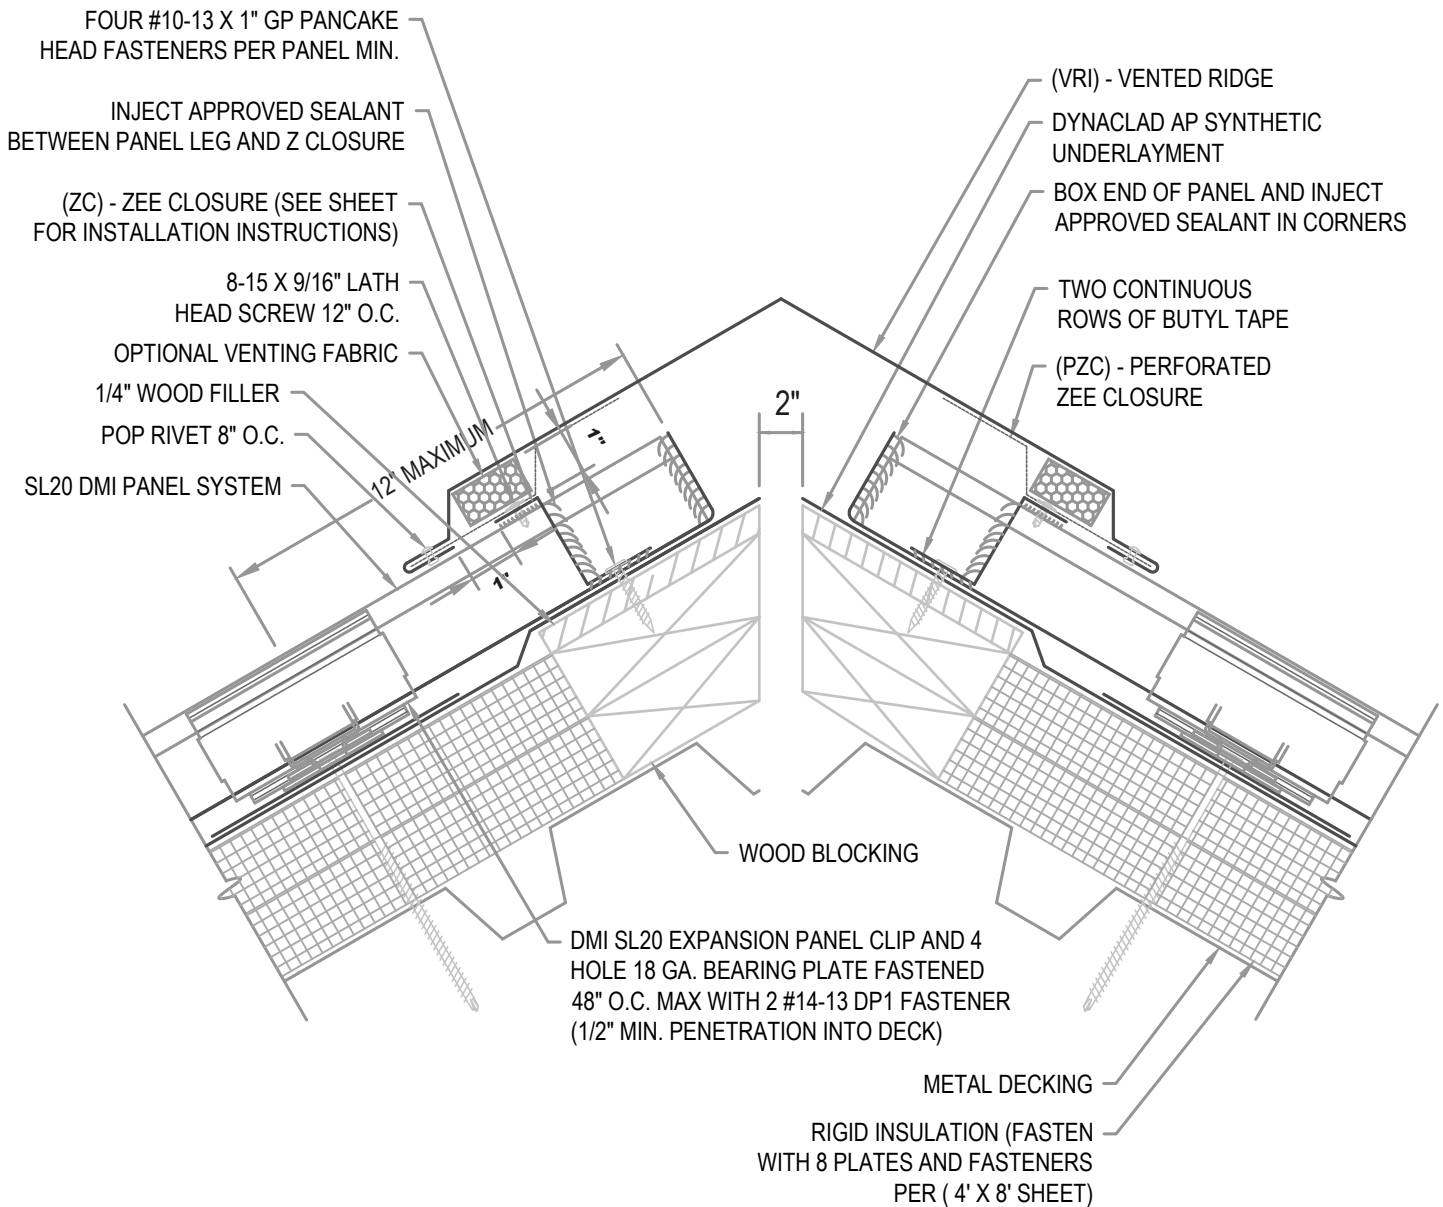 FOUR #10-13 X 1" GP PANCAKE
HEAD FASTENERS PER PANEL MIN.
INJECT APPROVED SEALANT
BETWEEN PANEL LEG AND Z CLOSURE
(ZC) - ZEE CLOSURE (SEE SHEET
FOR INSTALLATION INSTRUCTIONS)
8-15 X 9/16" LATH
HEAD SCREW 12" O.C.
OPTIONAL VENTING FABRIC
1/4" WOOD FILLER
POP RIVET 8" O.C.
SL20 DMI PANEL SYSTEM
12" MAXIMUM
1"
1"
2"
(VRI) - VENTED RIDGE
DYNACLAD AP SYNTHETIC
UNDERLAYMENT
BOX END OF PANEL AND INJECT
APPROVED SEALANT IN CORNERS
TWO CONTINUOUS
ROWS OF BUTYL TAPE
(PZC) - PERFORATED
ZEE CLOSURE
WOOD BLOCKING
DMI SL20 EXPANSION PANEL CLIP AND 4
HOLE 18 GA. BEARING PLATE FASTENED
48" O.C. MAX WITH 2 #14-13 DP1 FASTENER
(1/2" MIN. PENETRATION INTO DECK)
METAL DECKING
RIGID INSULATION (FASTEN
WITH 8 PLATES AND FASTENERS
PER ( 4' X 8' SHEET)